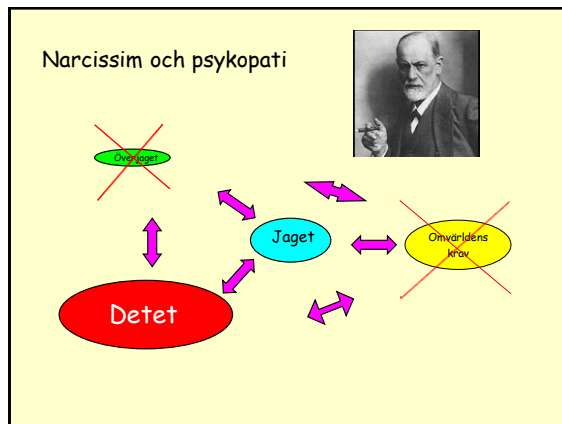 Narcissim och psykopati
Överjaget
Jaget
Omvärldens
krav
Detet